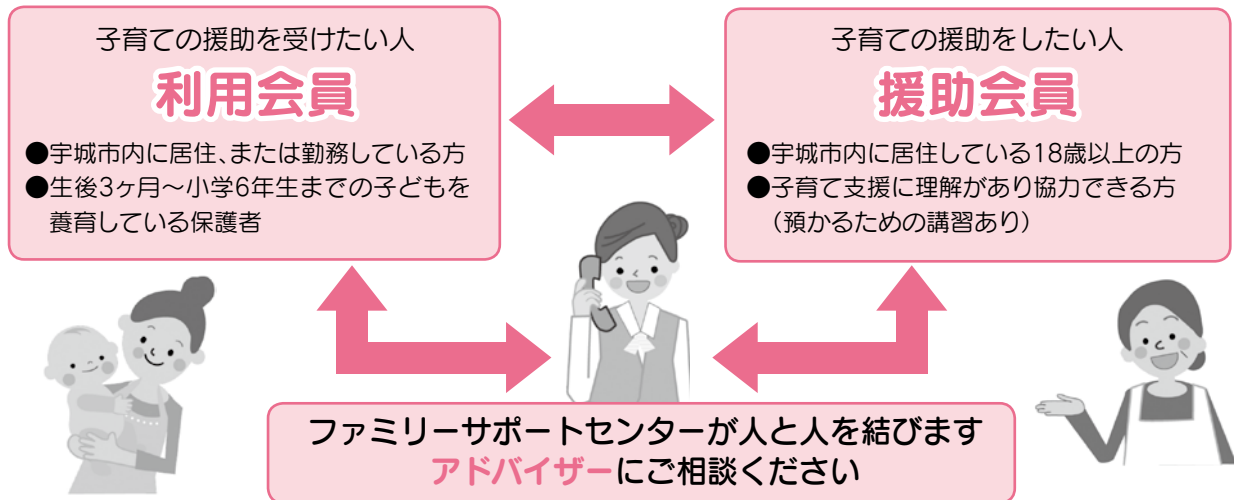 子育ての援助を受けたい人
利用会員
●宇城市内に居住、または勤務している方
●生後3ヶ月～小学6年生までの子どもを
養育している保護者
子育ての援助をしたい人
援助会員
●宇城市内に居住している18歳以上の方
●子育て支援に理解があり協力できる方
（預かるための講習あり）
ファミリーサポートセンターが人と人を結びます
アドバイザーにご相談ください